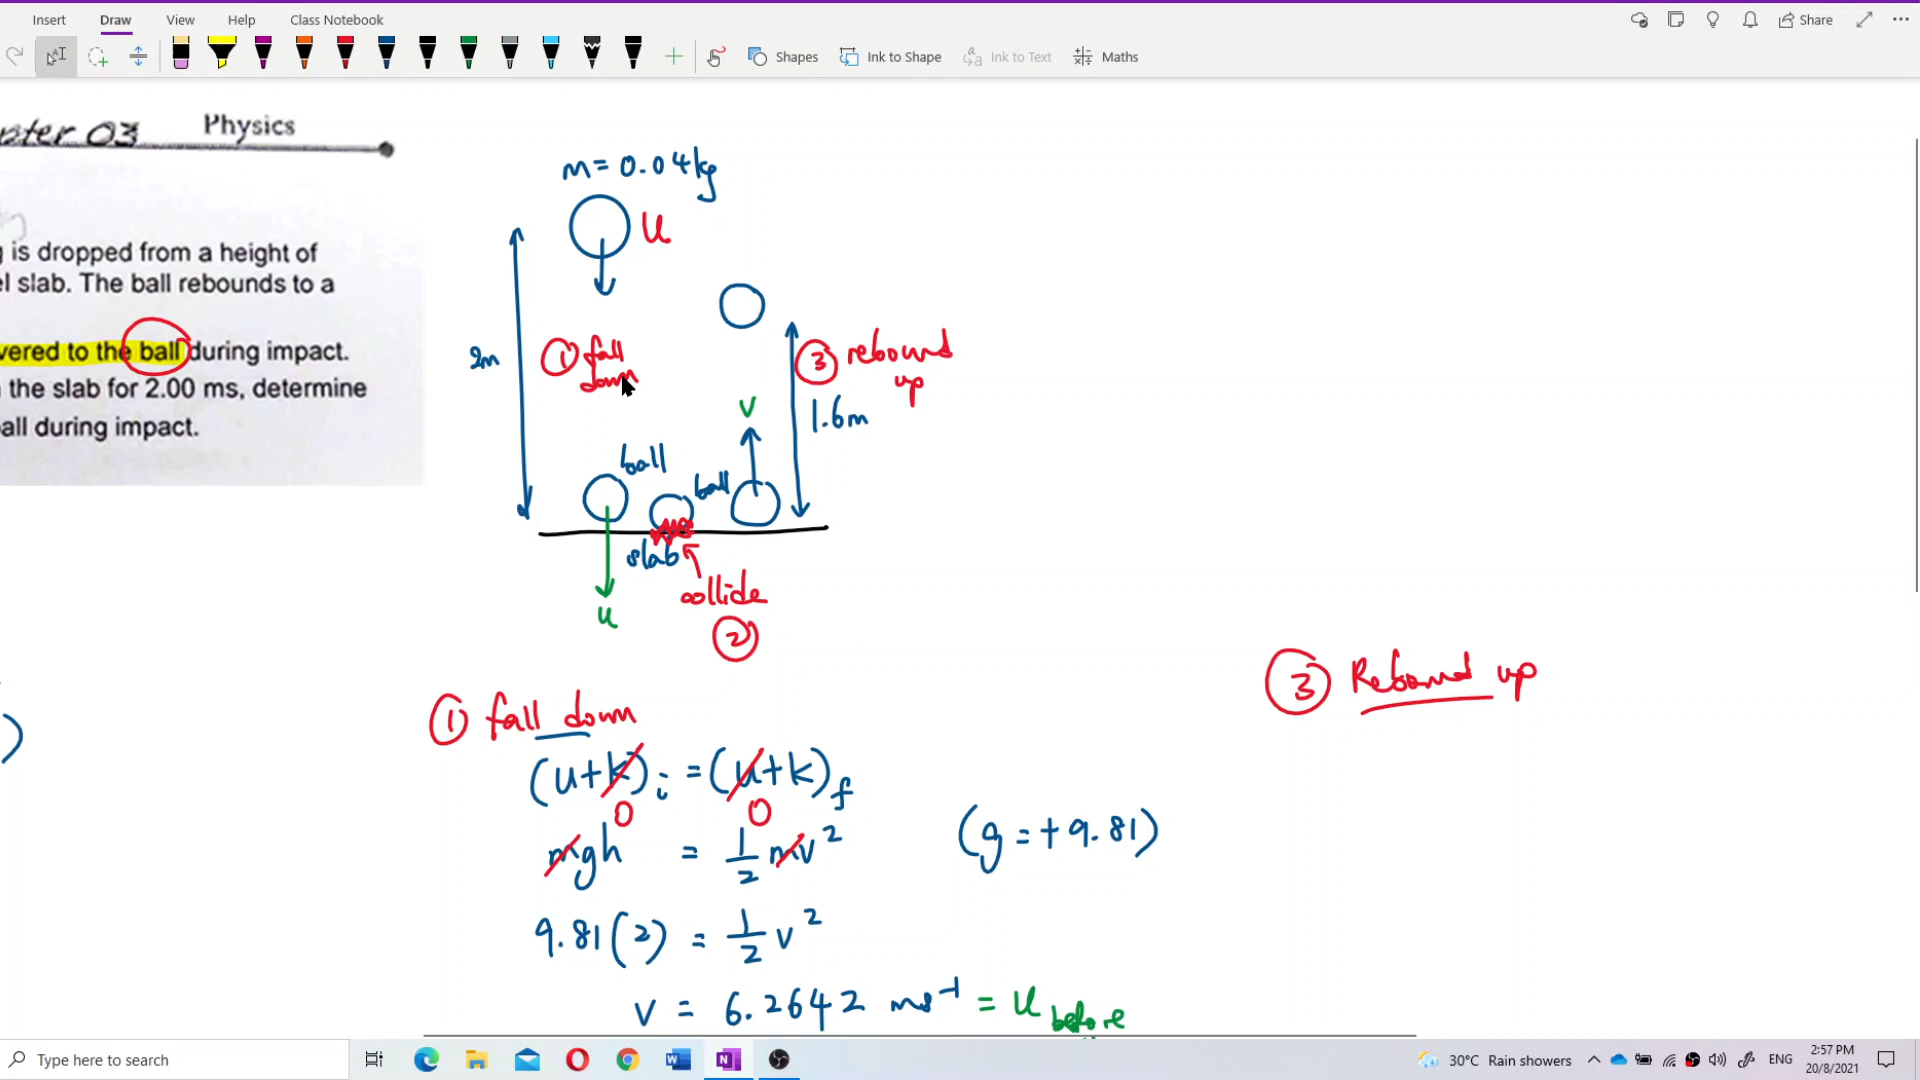 Insert Draw View Help Class Notebook
Share
Shapes Ink to Shape Ink to Text Maths
pter 03 Physics
is dropped from a height of
el slab. The ball rebounds to a
vered to the ball during impact.
the slab for 2.00 ms, determine
all during impact.
m = 0.04 kg
u
2m
① fall
down
③ rebound
up
1.6m
v
ball
ball
slab
collide
②
u
③ Rebound up
① fall down
(u+k)i = (u+k)f
0 0
mgh = 1/2 mv²
(g = +9.81)
9.81(2) = 1/2 v²
v = 6.2642 ms⁻¹ = u before
)
Type here to search
30°C Rain showers
ENG
2:57 PM
20/8/2021